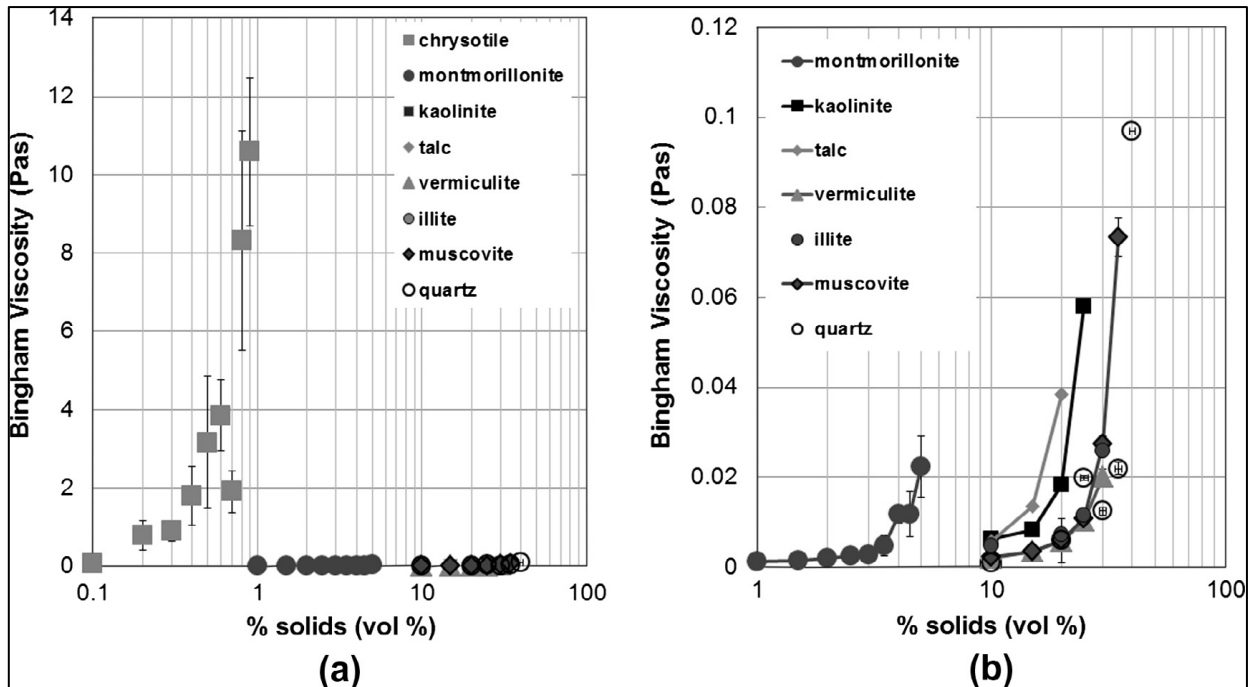 14
12
10
8
6
4
2
0
Bingham Viscosity (Pas)
chrysotile
montmorillonite
kaolinite
talc
vermiculite
illite
muscovite
quartz
0.1
1
10
100
% solids (vol %)
(a)
0.12
0.1
0.08
0.06
0.04
0.02
0
Bingham Viscosity (Pas)
montmorillonite
kaolinite
talc
vermiculite
illite
muscovite
quartz
1
10
100
% solids (vol %)
(b)